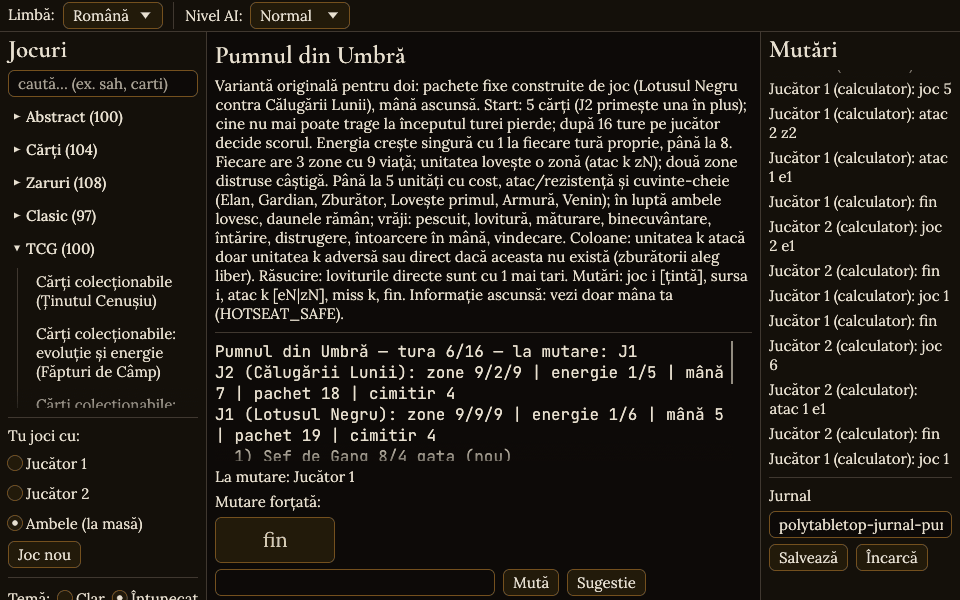 Limbă: Română Nivel AI: Normal
Jocuri
caută... (ex. sah, carti)
Abstract (100)
Cărți (104)
Zaruri (108)
Clasic (97)
TCG (100)
Cărți colecționabile
(Ținutul Cenușiu)
Cărți colecționabile:
evoluție și energie
(Făpturi de Câmp)
Cărți colecționabile:
Tu joci cu:
Jucător 1
Jucător 2
Ambele (la masă)
Joc nou
Temă: Clar Întunecat
Pumnul din Umbră
Variantă originală pentru doi: pachete fixe construite de joc (Lotusul Negru
contra Călugării Lunii), mână ascunsă. Start: 5 cărți (J2 primește una în plus);
cine nu mai poate trage la începutul turei pierde; după 16 ture pe jucător
decide scorul. Energia crește singură cu 1 la fiecare tură proprie, până la 8.
Fiecare are 3 zone cu 9 viață; unitatea lovește o zonă (atac k zN); două zone
distruse câștigă. Până la 5 unități cu cost, atac/rezistență și cuvinte-cheie
(Elan, Gardian, Zburător, Lovește primul, Armură, Venin); în luptă ambele
lovesc, daunele rămân; vrăji: pescuit, lovitură, măturare, binecuvântare,
întărire, distrugere, întoarcere în mână, vindecare. Coloane: unitatea k atacă
doar unitatea k adversă sau direct dacă aceasta nu există (zburătorii aleg
liber). Răsucire: loviturile directe sunt cu 1 mai tari. Mutări: joc i [țintă], sursa
i, atac k [eN|zN], miss k, fin. Informație ascunsă: vezi doar mâna ta
(HOTSEAT_SAFE).
Pumnul din Umbră — tura 6/16 — la mutare: J1
J2 (Călugării Lunii): zone 9/2/9 | energie 1/5 | mână
7 | pachet 18 | cimitir 4
J1 (Lotusul Negru): zone 9/9/9 | energie 1/6 | mână 5
| pachet 19 | cimitir 4
1) Șef de Gang 8/4 gata (nou)
La mutare: Jucător 1
Mutare forțată:
fin
Mută Sugestie
Mutări
Jucător 1 (calculator): joc 5
Jucător 1 (calculator): atac
2 z2
Jucător 1 (calculator): atac
1 e1
Jucător 1 (calculator): fin
Jucător 2 (calculator): joc
2 e1
Jucător 2 (calculator): fin
Jucător 1 (calculator): joc 1
Jucător 1 (calculator): fin
Jucător 2 (calculator): joc
6
Jucător 2 (calculator):
atac 1 e1
Jucător 2 (calculator): fin
Jucător 1 (calculator): joc 1
Jurnal
polytabletop-jurnal-pu
Salvează Încarcă